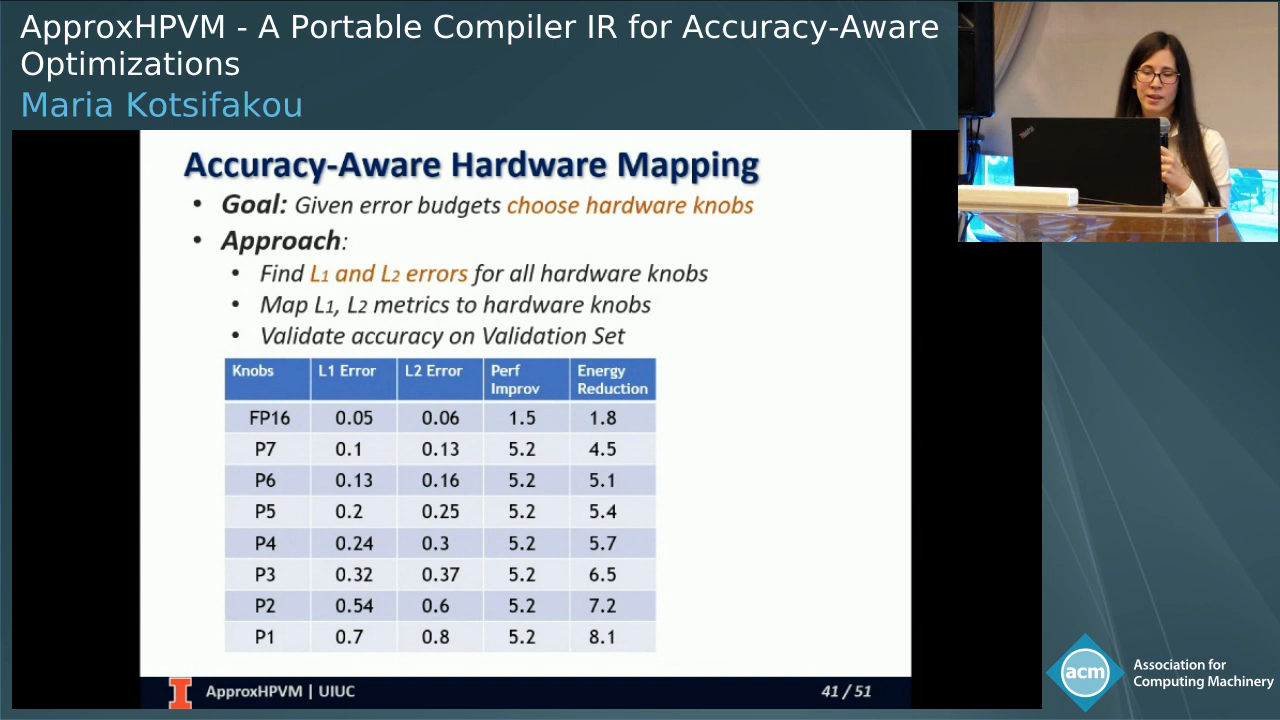 ApproxHPVM - A Portable Compiler IR for Accuracy-Aware
Optimizations
Maria Kotsifakou
Accuracy-Aware Hardware Mapping
• Goal: Given error budgets choose hardware knobs
• Approach:
• Find L1 and L2 errors for all hardware knobs
• Map L1, L2 metrics to hardware knobs
• Validate accuracy on Validation Set
Knobs L1 Error L2 Error Perf Improv Energy Reduction
FP16 0.05 0.06 1.5 1.8
P7 0.1 0.13 5.2 4.5
P6 0.13 0.16 5.2 5.1
P5 0.2 0.25 5.2 5.4
P4 0.24 0.3 5.2 5.7
P3 0.32 0.37 5.2 6.5
P2 0.54 0.6 5.2 7.2
P1 0.7 0.8 5.2 8.1
I ApproxHPVM | UIUC 41 / 51
ThinkPad
acm
Association for
Computing Machinery